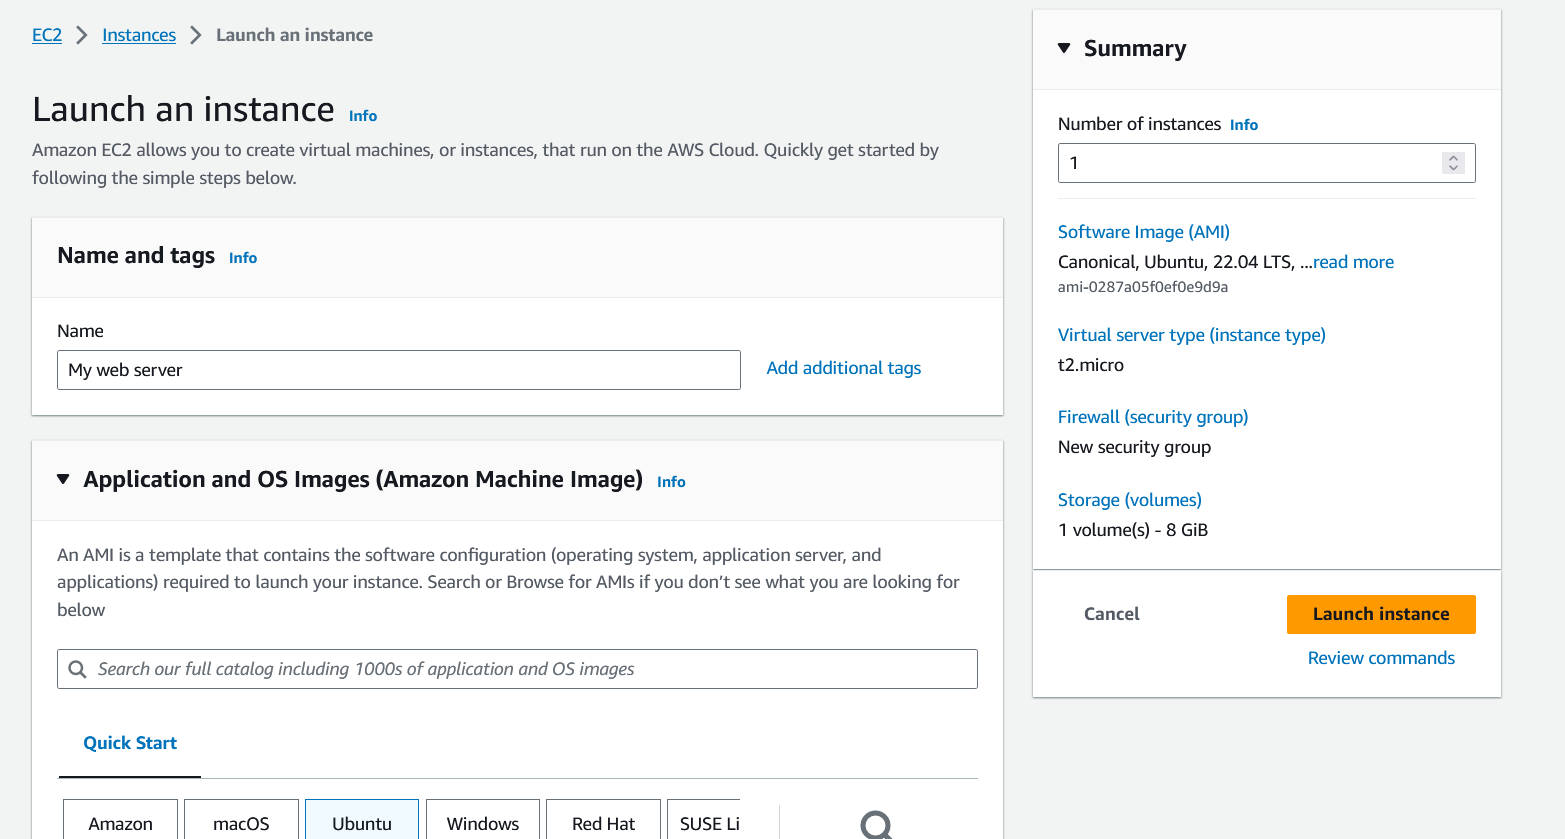 EC2 Instances Launch an instance
Launch an instance Info
Amazon EC2 allows you to create virtual machines, or instances, that run on the AWS Cloud. Quickly get started by
following the simple steps below.
Name and tags Info
Name
My web server
Add additional tags
Application and OS Images (Amazon Machine Image) Info
An AMI is a template that contains the software configuration (operating system, application server, and
applications) required to launch your instance. Search or Browse for AMIs if you don’t see what you are looking for
below
Search our full catalog including 1000s of application and OS images
Quick Start
Amazon
macOS
Ubuntu
Windows
Red Hat
SUSE Li
Summary
Number of instances Info
1
Software Image (AMI)
Canonical, Ubuntu, 22.04 LTS, ...read more
ami-0287a05f0ef0e9d9a
Virtual server type (instance type)
t2.micro
Firewall (security group)
New security group
Storage (volumes)
1 volume(s) - 8 GiB
Cancel
Launch instance
Review commands